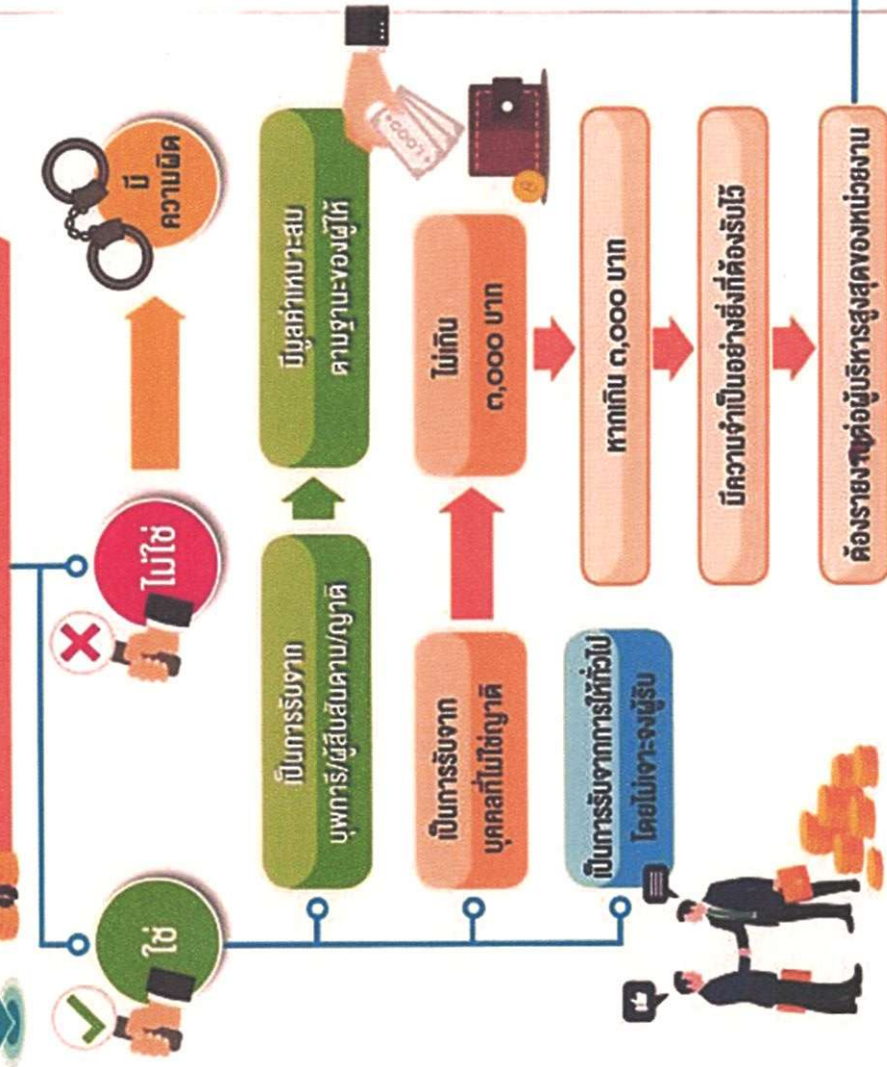 ใช่
ไม่ใช่
มี
ความผิด
เป็นการรับจาก
บุพการี/ผู้สืบสันดาน/ญาติ
มีมูลค่าเหมาะสม
ตามฐานะของผู้ให้
เป็นการรับจาก
บุคคลที่ไม่ใช่ญาติ
ไม่เกิน
๓,๐๐๐ บาท
เป็นการรับจากการให้ทั่วไป
โดยไม่เจาะจงผู้รับ
หากเกิน ๓,๐๐๐ บาท
มีความจำเป็นอย่างยิ่งที่ต้องรับไว้
ต้องรายงานต่อผู้บริหารสูงสุดของหน่วยงาน